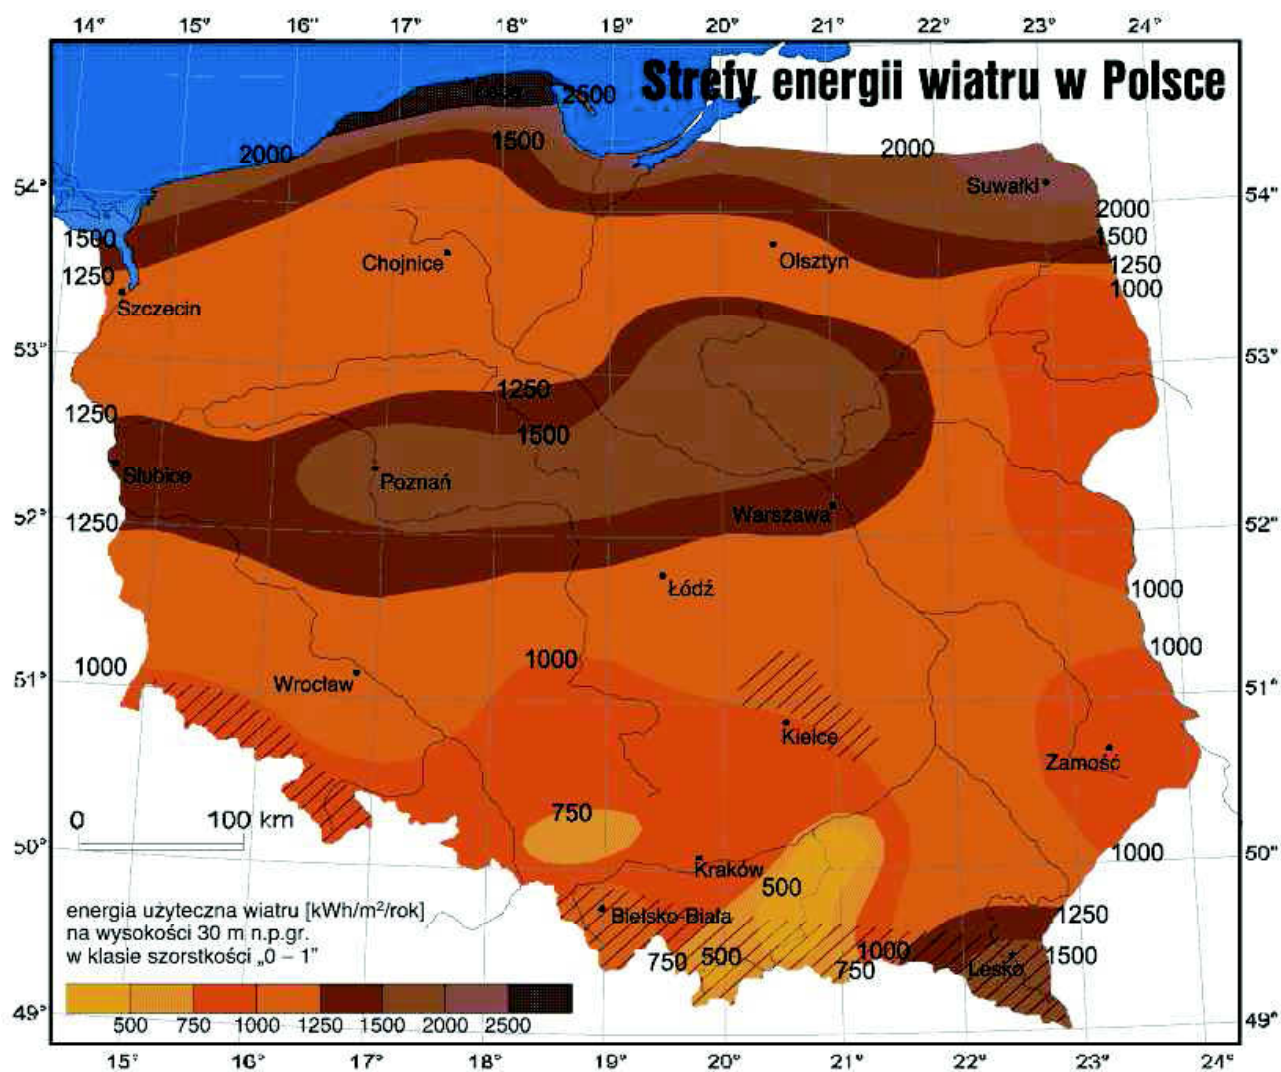 14° 15° 16° 17° 18° 19° 20° 21° 22° 23° 24°
Strefy energii wiatru w Polsce
2500
2000
1500
2000
54°
Suwałki
54°
2000
1500
1500
Chojnice
Olsztyn
1250
1250
1000
Szczecin
53°
53°
1250
1250
1500
Słubice
Poznań
52°
1250
Warszawa
52°
Łódź
1000
1000
1000
1000
51°
Wrocław
51°
Kielce
Zamość
750
0 100 km
50°
1000
50°
Kraków
500
energia użyteczna wiatru [kWh/m²/rok]
na wysokości 30 m n.p.gr.
w klasie szorstkości „0 – 1”
Bielsko-Biała
1250
1000
1500
750
500
750
Lesko
500 750 1000 1250 1500 2000 2500
49°
49°
15° 16° 17° 18° 19° 20° 21° 22° 23° 24°